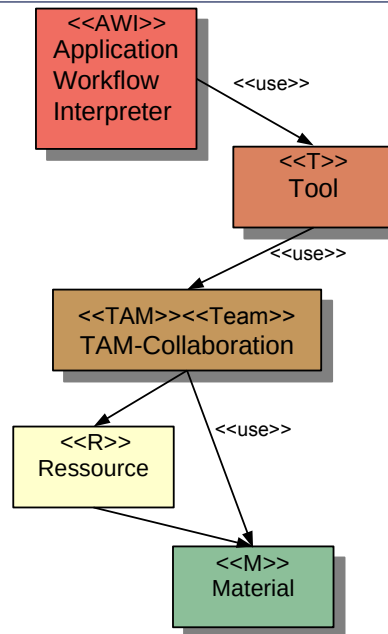 <<AWI>>
Application
Workflow
Interpreter
<<use>>
<<T>>
Tool
<<use>>
<<TAM>><<Team>>
TAM-Collaboration
<<R>>
Ressource
<<use>>
<<M>>
Material